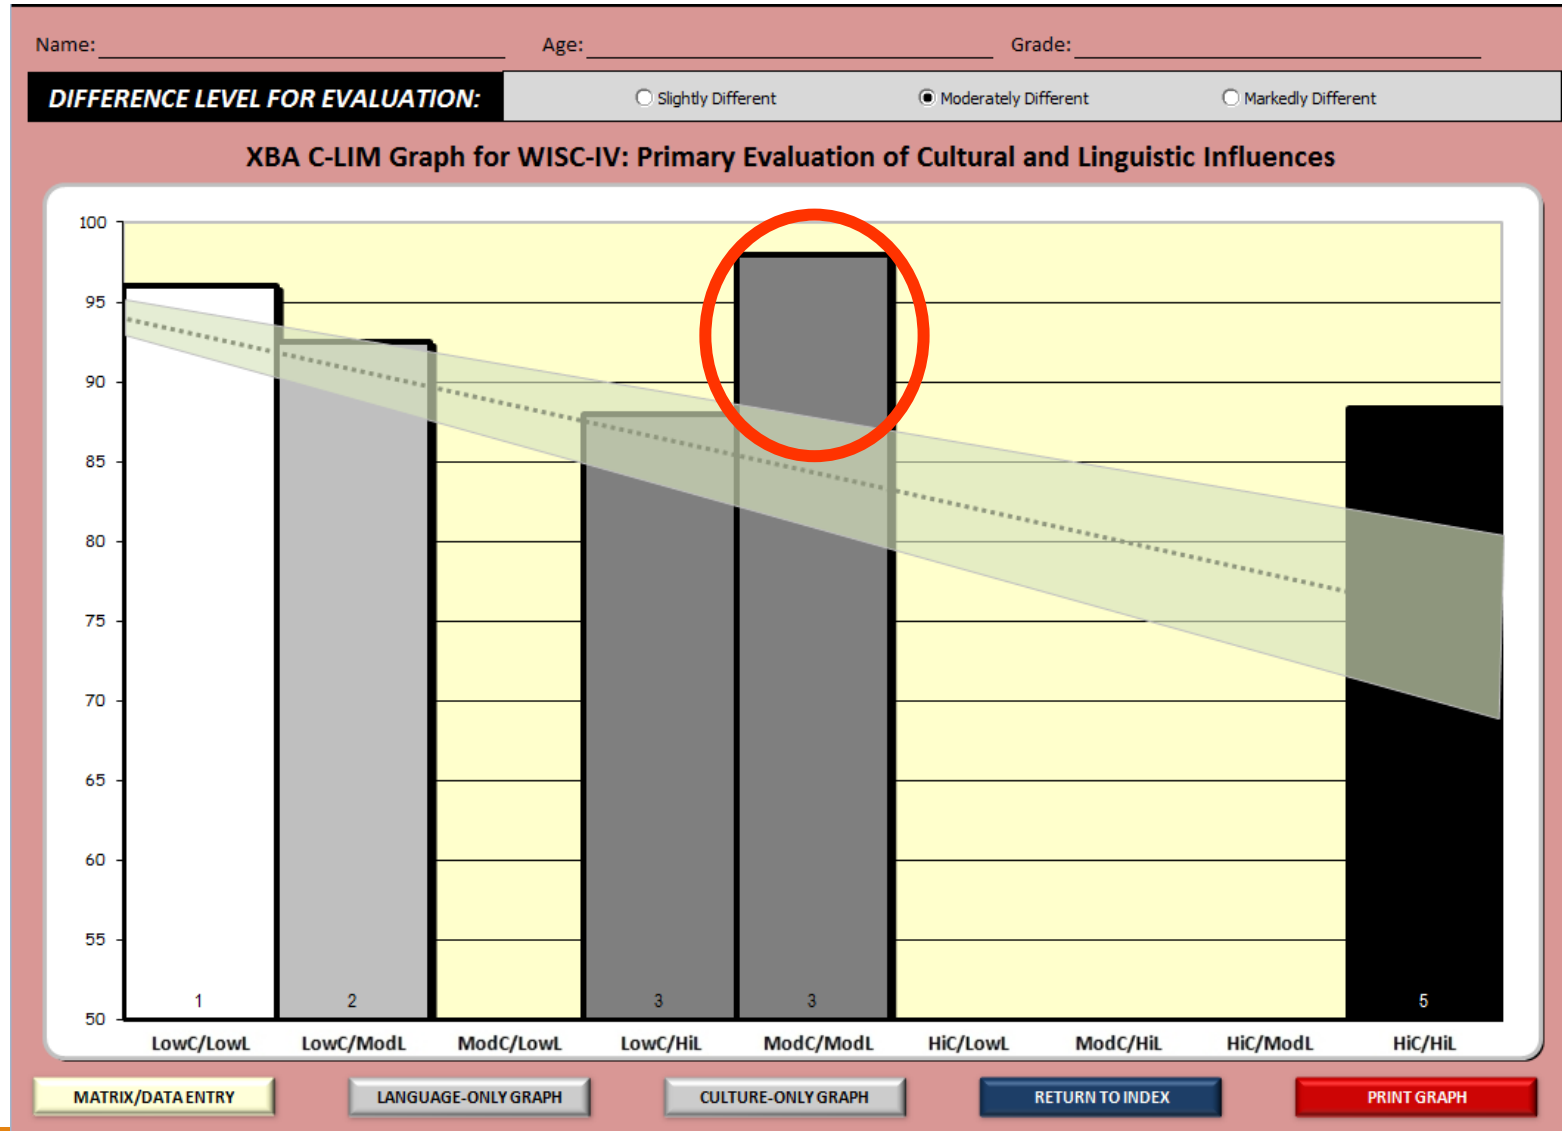 Name: Age: Grade:
DIFFERENCE LEVEL FOR EVALUATION: Slightly Different Moderately Different Markedly Different
XBA C-LIM Graph for WISC-IV: Primary Evaluation of Cultural and Linguistic Influences
100
95
90
85
80
75
70
65
60
55
50
1 2 3 3 5
LowC/LowL LowC/ModL ModC/LowL LowC/HiL ModC/ModL HiC/LowL ModC/HiL HiC/ModL HiC/HiL
MATRIX/DATA ENTRY LANGUAGE-ONLY GRAPH CULTURE-ONLY GRAPH RETURN TO INDEX PRINT GRAPH